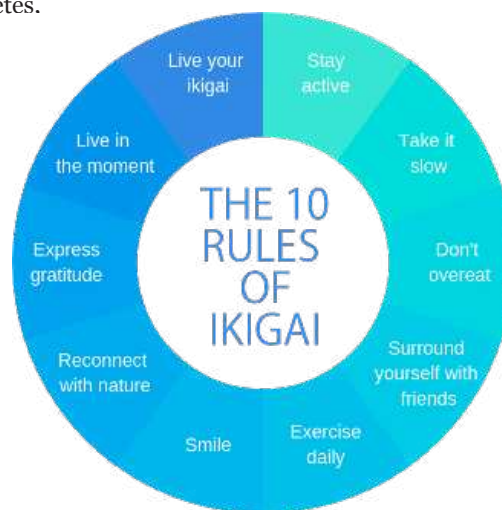 THE 10
RULES
OF
IKIGAI
Stay
active
Take it
slow
Don't
overeat
Surround
yourself with
friends
Exercise
daily
Smile
Reconnect
with nature
Express
gratitude
Live in
the moment
Live your
ikigai